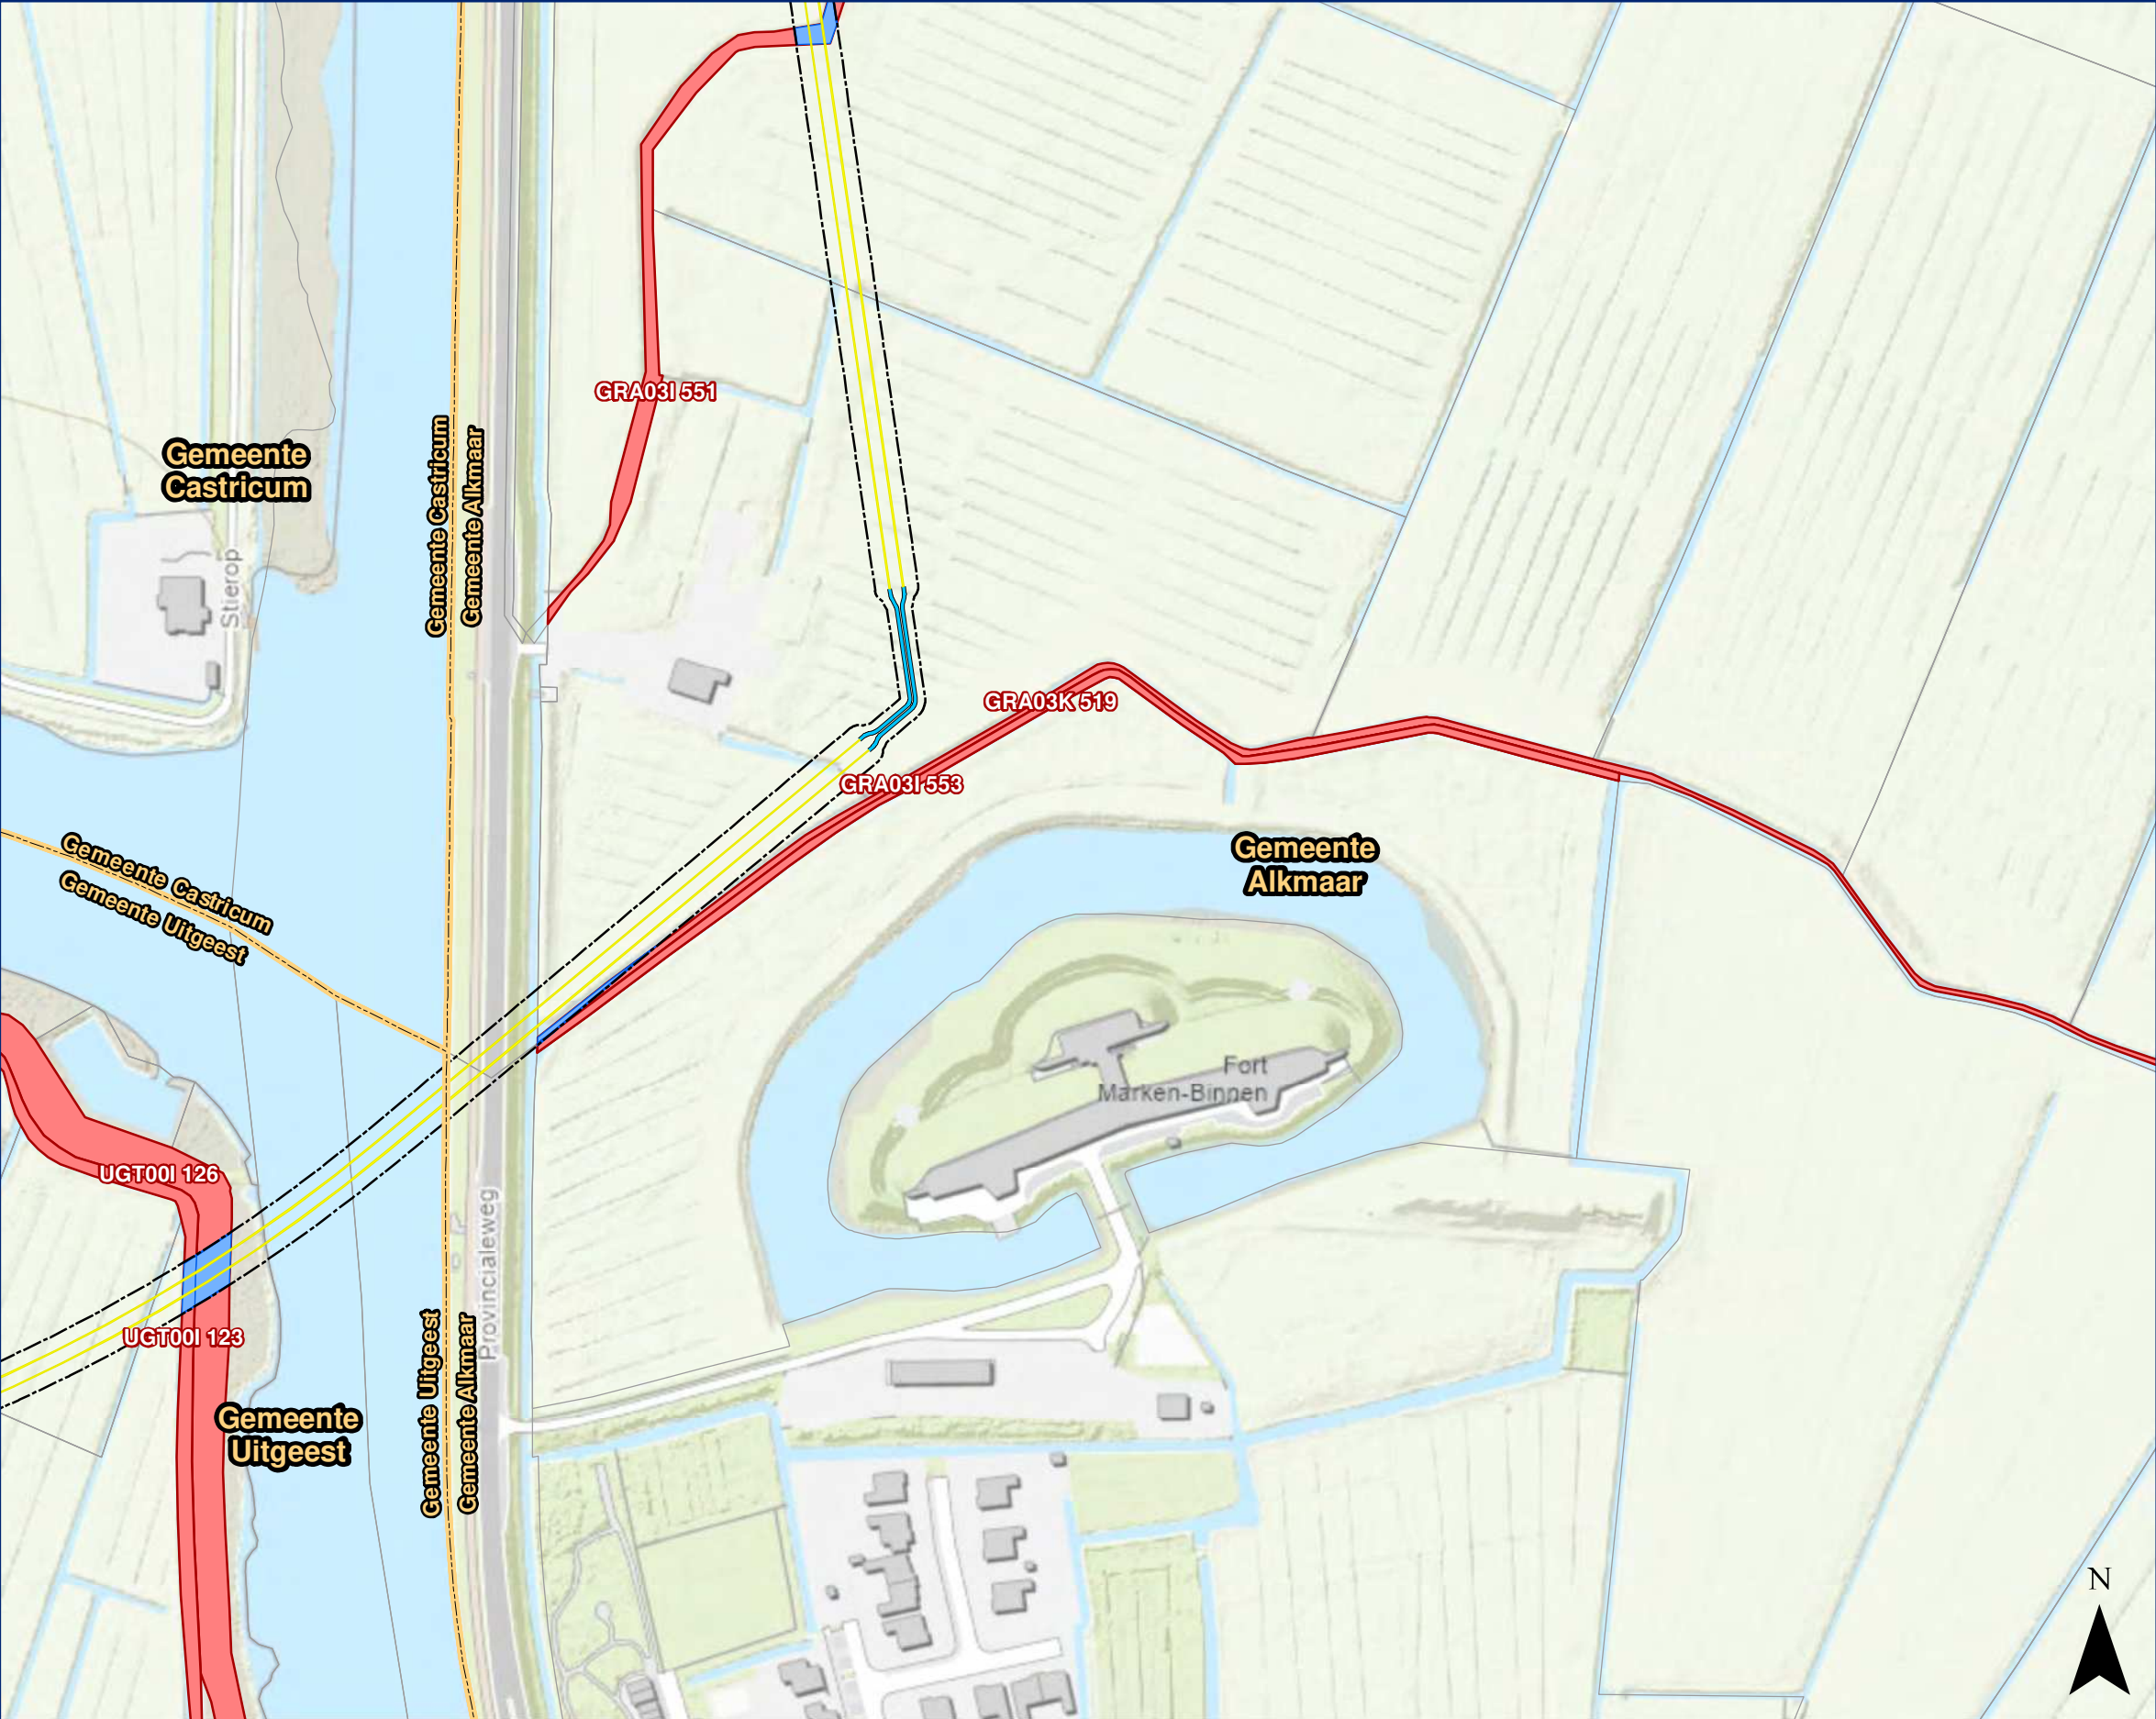 GRA03I 551
Gemeente
Castricum
Gemeente Castricum
Gemeente Alkmaar
Stierop
GRA03K 519
GRA03I 553
Gemeente Castricum
Gemeente Uitgeest
Gemeente
Alkmaar
Fort
Marken-Binnen
UGT00I 126
UGT00I 123
Provincialeweg
Gemeente Uitgeest
Gemeente Alkmaar
Gemeente
Uitgeest
N